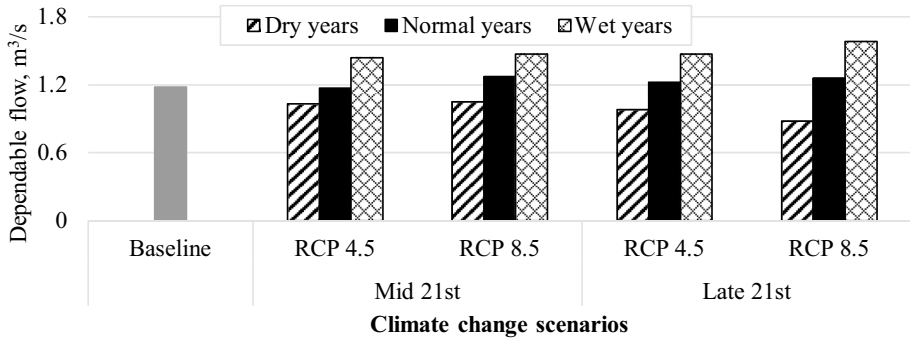 Dependable flow, m³/s
1.8
1.2
0.6
0
Dry years Normal years Wet years
Baseline RCP 4.5 RCP 8.5 RCP 4.5 RCP 8.5
Mid 21st Late 21st
Climate change scenarios